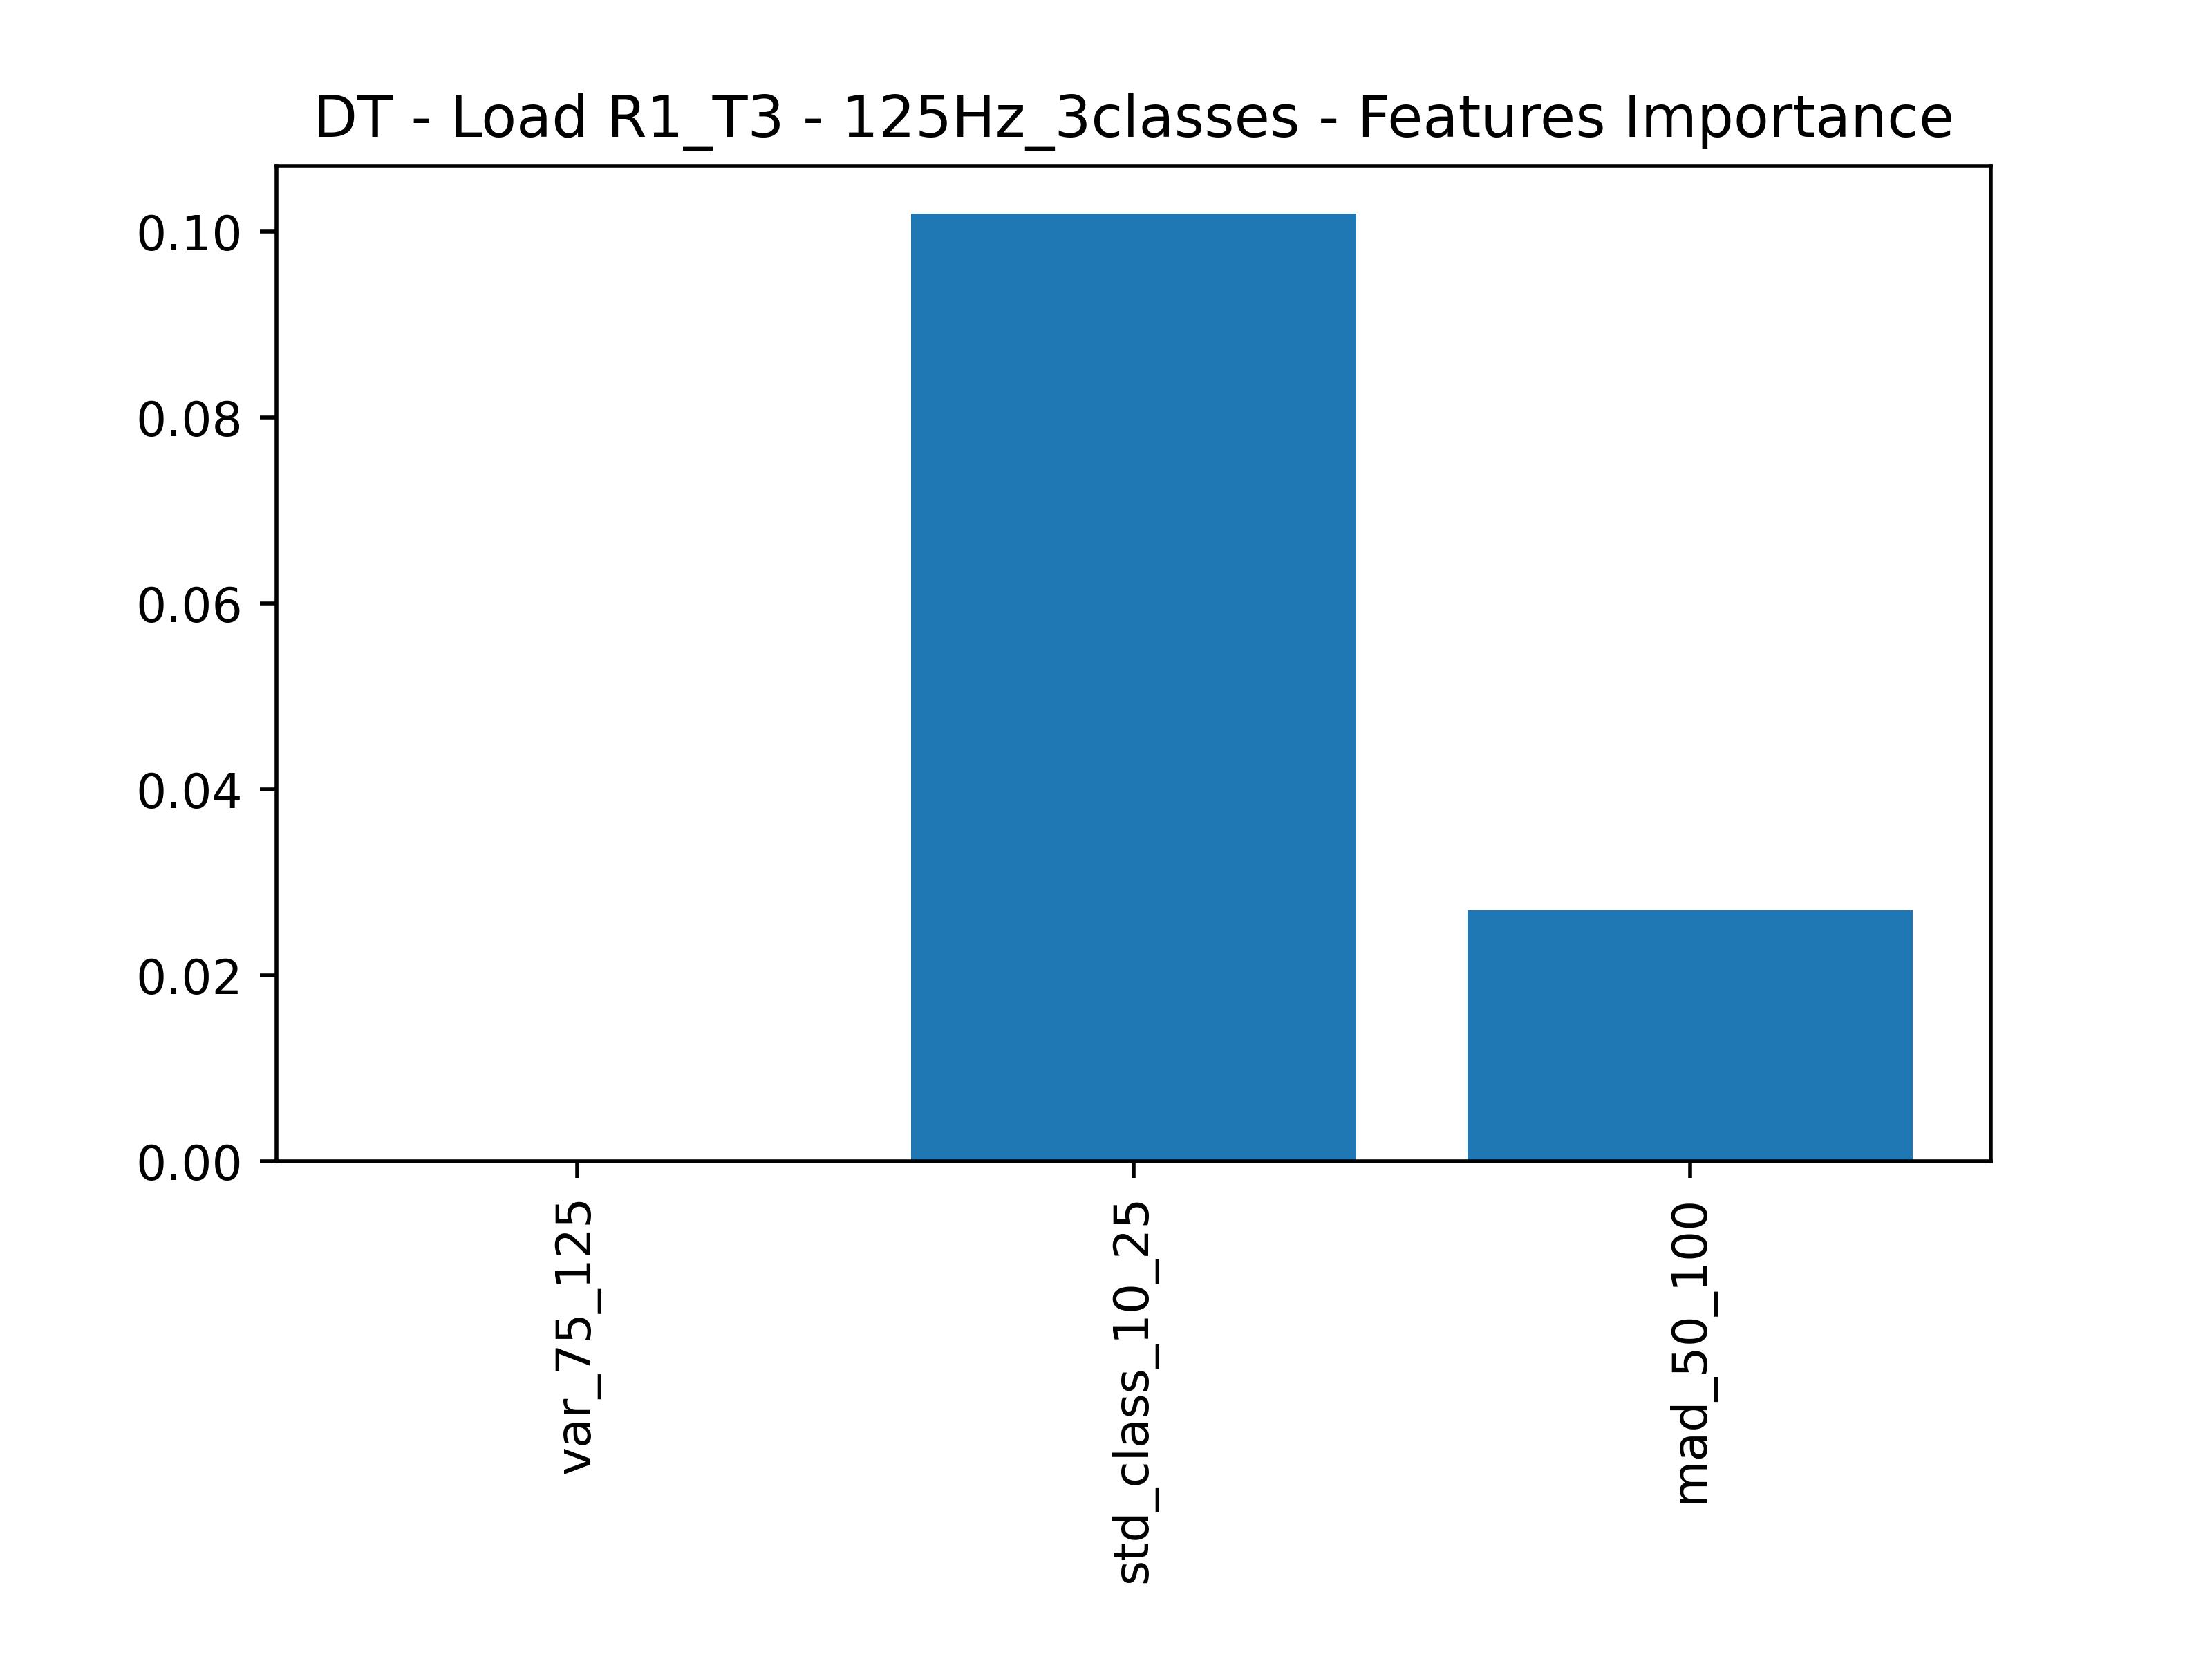 DT - Load R1_T3 - 125Hz_3classes - Features Importance
0.10
0.08
0.06
0.04
0.02
0.00
var_75_125
std_class_10_25
mad_50_100